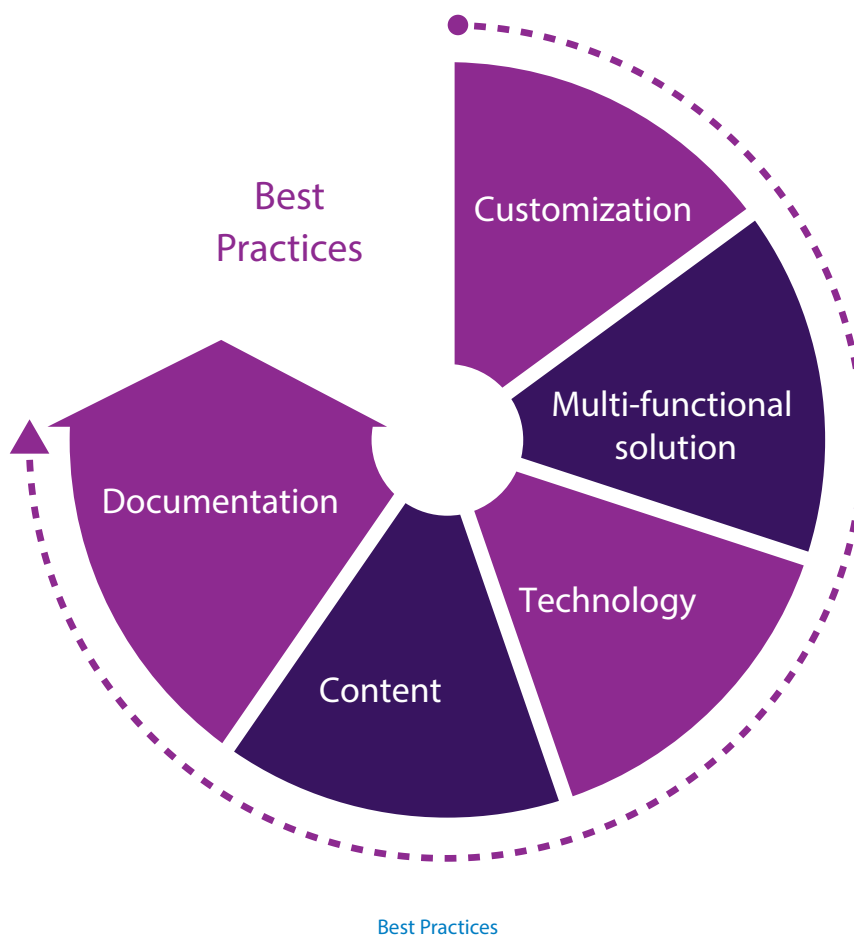 Best
Practices
Customization
Multi-functional
solution
Technology
Content
Documentation
Best Practices